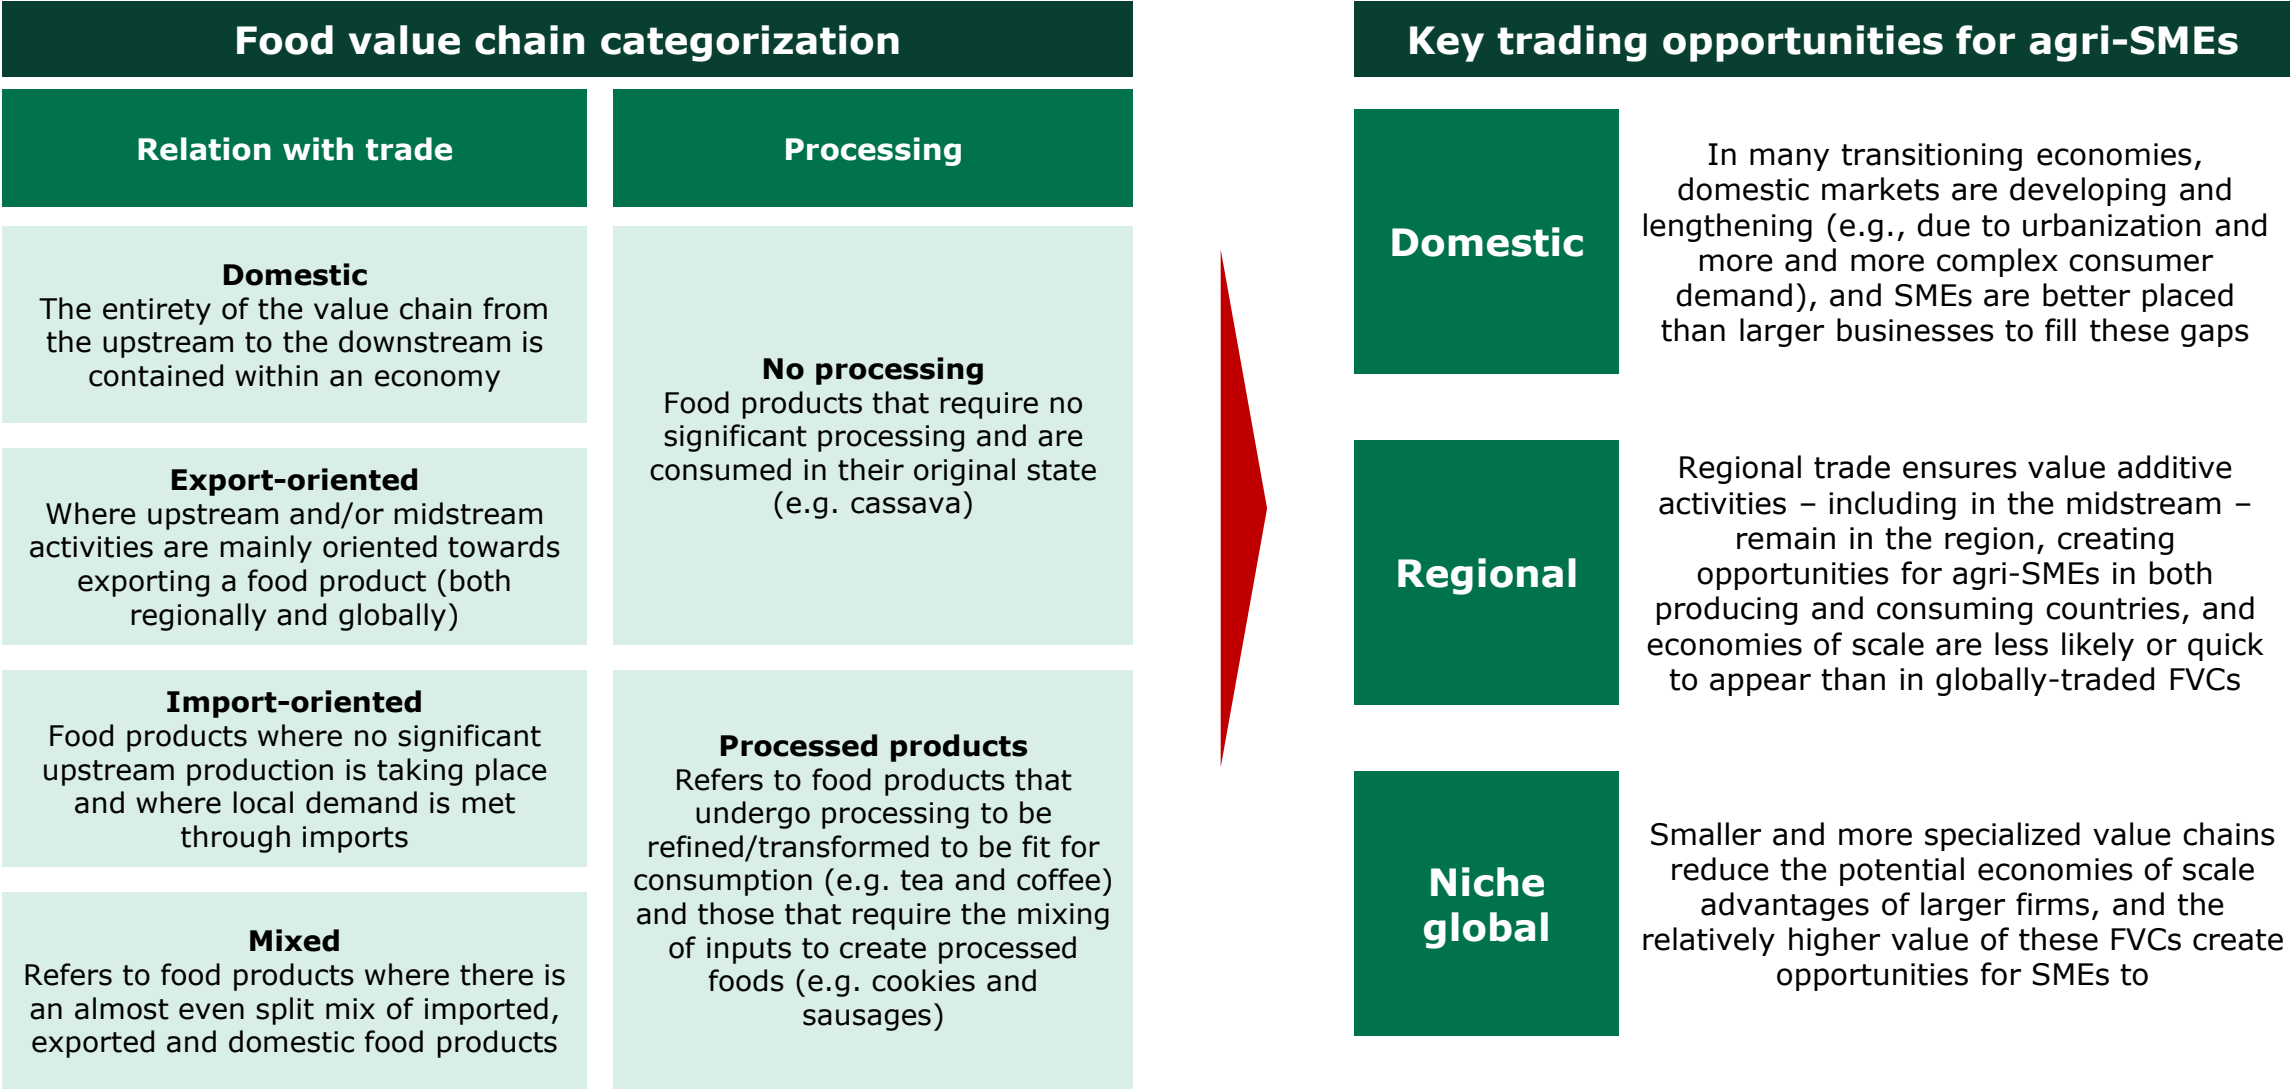 Food value chain categorization
Relation with trade
Domestic
The entirety of the value chain from
the upstream to the downstream is
contained within an economy
Export-oriented
Where upstream and/or midstream
activities are mainly oriented towards
exporting a food product (both
regionally and globally)
Import-oriented
Food products where no significant
upstream production is taking place
and where local demand is met
through imports
Mixed
Refers to food products where there is
an almost even split mix of imported,
exported and domestic food products
Processing
No processing
Food products that require no
significant processing and are
consumed in their original state
(e.g. cassava)
Processed products
Refers to food products that
undergo processing to be
refined/transformed to be fit for
consumption (e.g. tea and coffee)
and those that require the mixing
of inputs to create processed
foods (e.g. cookies and
sausages)
Key trading opportunities for agri-SMEs
Domestic
In many transitioning economies,
domestic markets are developing and
lengthening (e.g., due to urbanization and
more and more complex consumer
demand), and SMEs are better placed
than larger businesses to fill these gaps
Regional
Regional trade ensures value additive
activities – including in the midstream –
remain in the region, creating
opportunities for agri-SMEs in both
producing and consuming countries, and
economies of scale are less likely or quick
to appear than in globally-traded FVCs
Niche
global
Smaller and more specialized value chains
reduce the potential economies of scale
advantages of larger firms, and the
relatively higher value of these FVCs create
opportunities for SMEs to